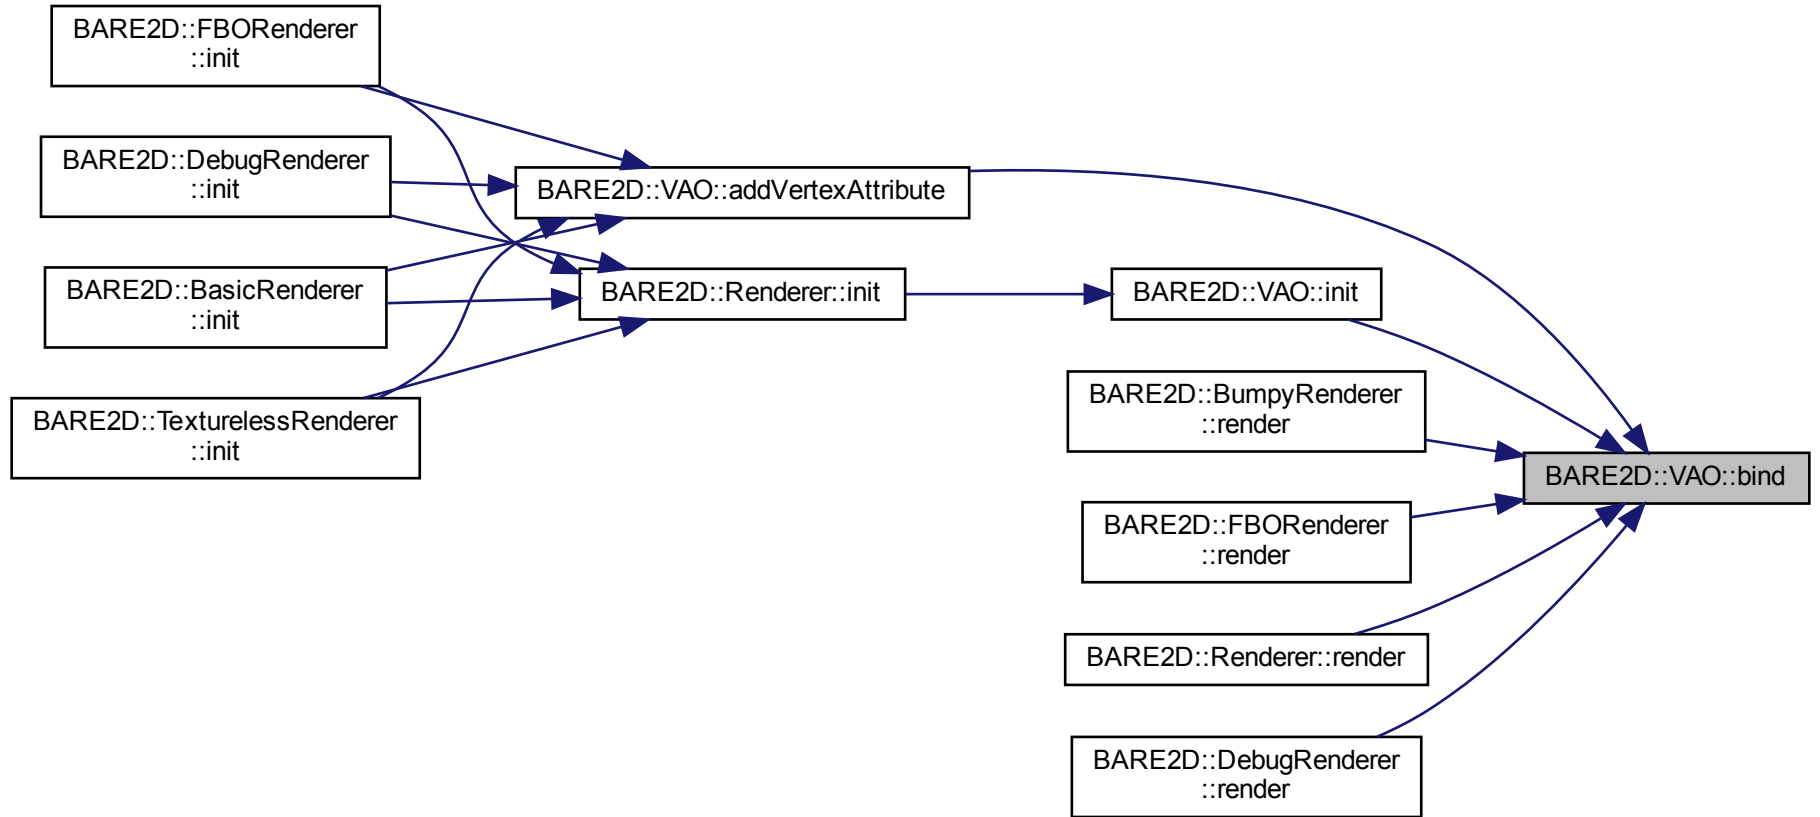 BARE2D::FBORenderer
::init
BARE2D::DebugRenderer
::init
BARE2D::VAO::addVertexAttribute
BARE2D::BasicRenderer
::init
BARE2D::Renderer::init
BARE2D::VAO::init
BARE2D::TexturelessRenderer
::init
BARE2D::BumpyRenderer
::render
BARE2D::VAO::bind
BARE2D::FBORenderer
::render
BARE2D::Renderer::render
BARE2D::DebugRenderer
::render